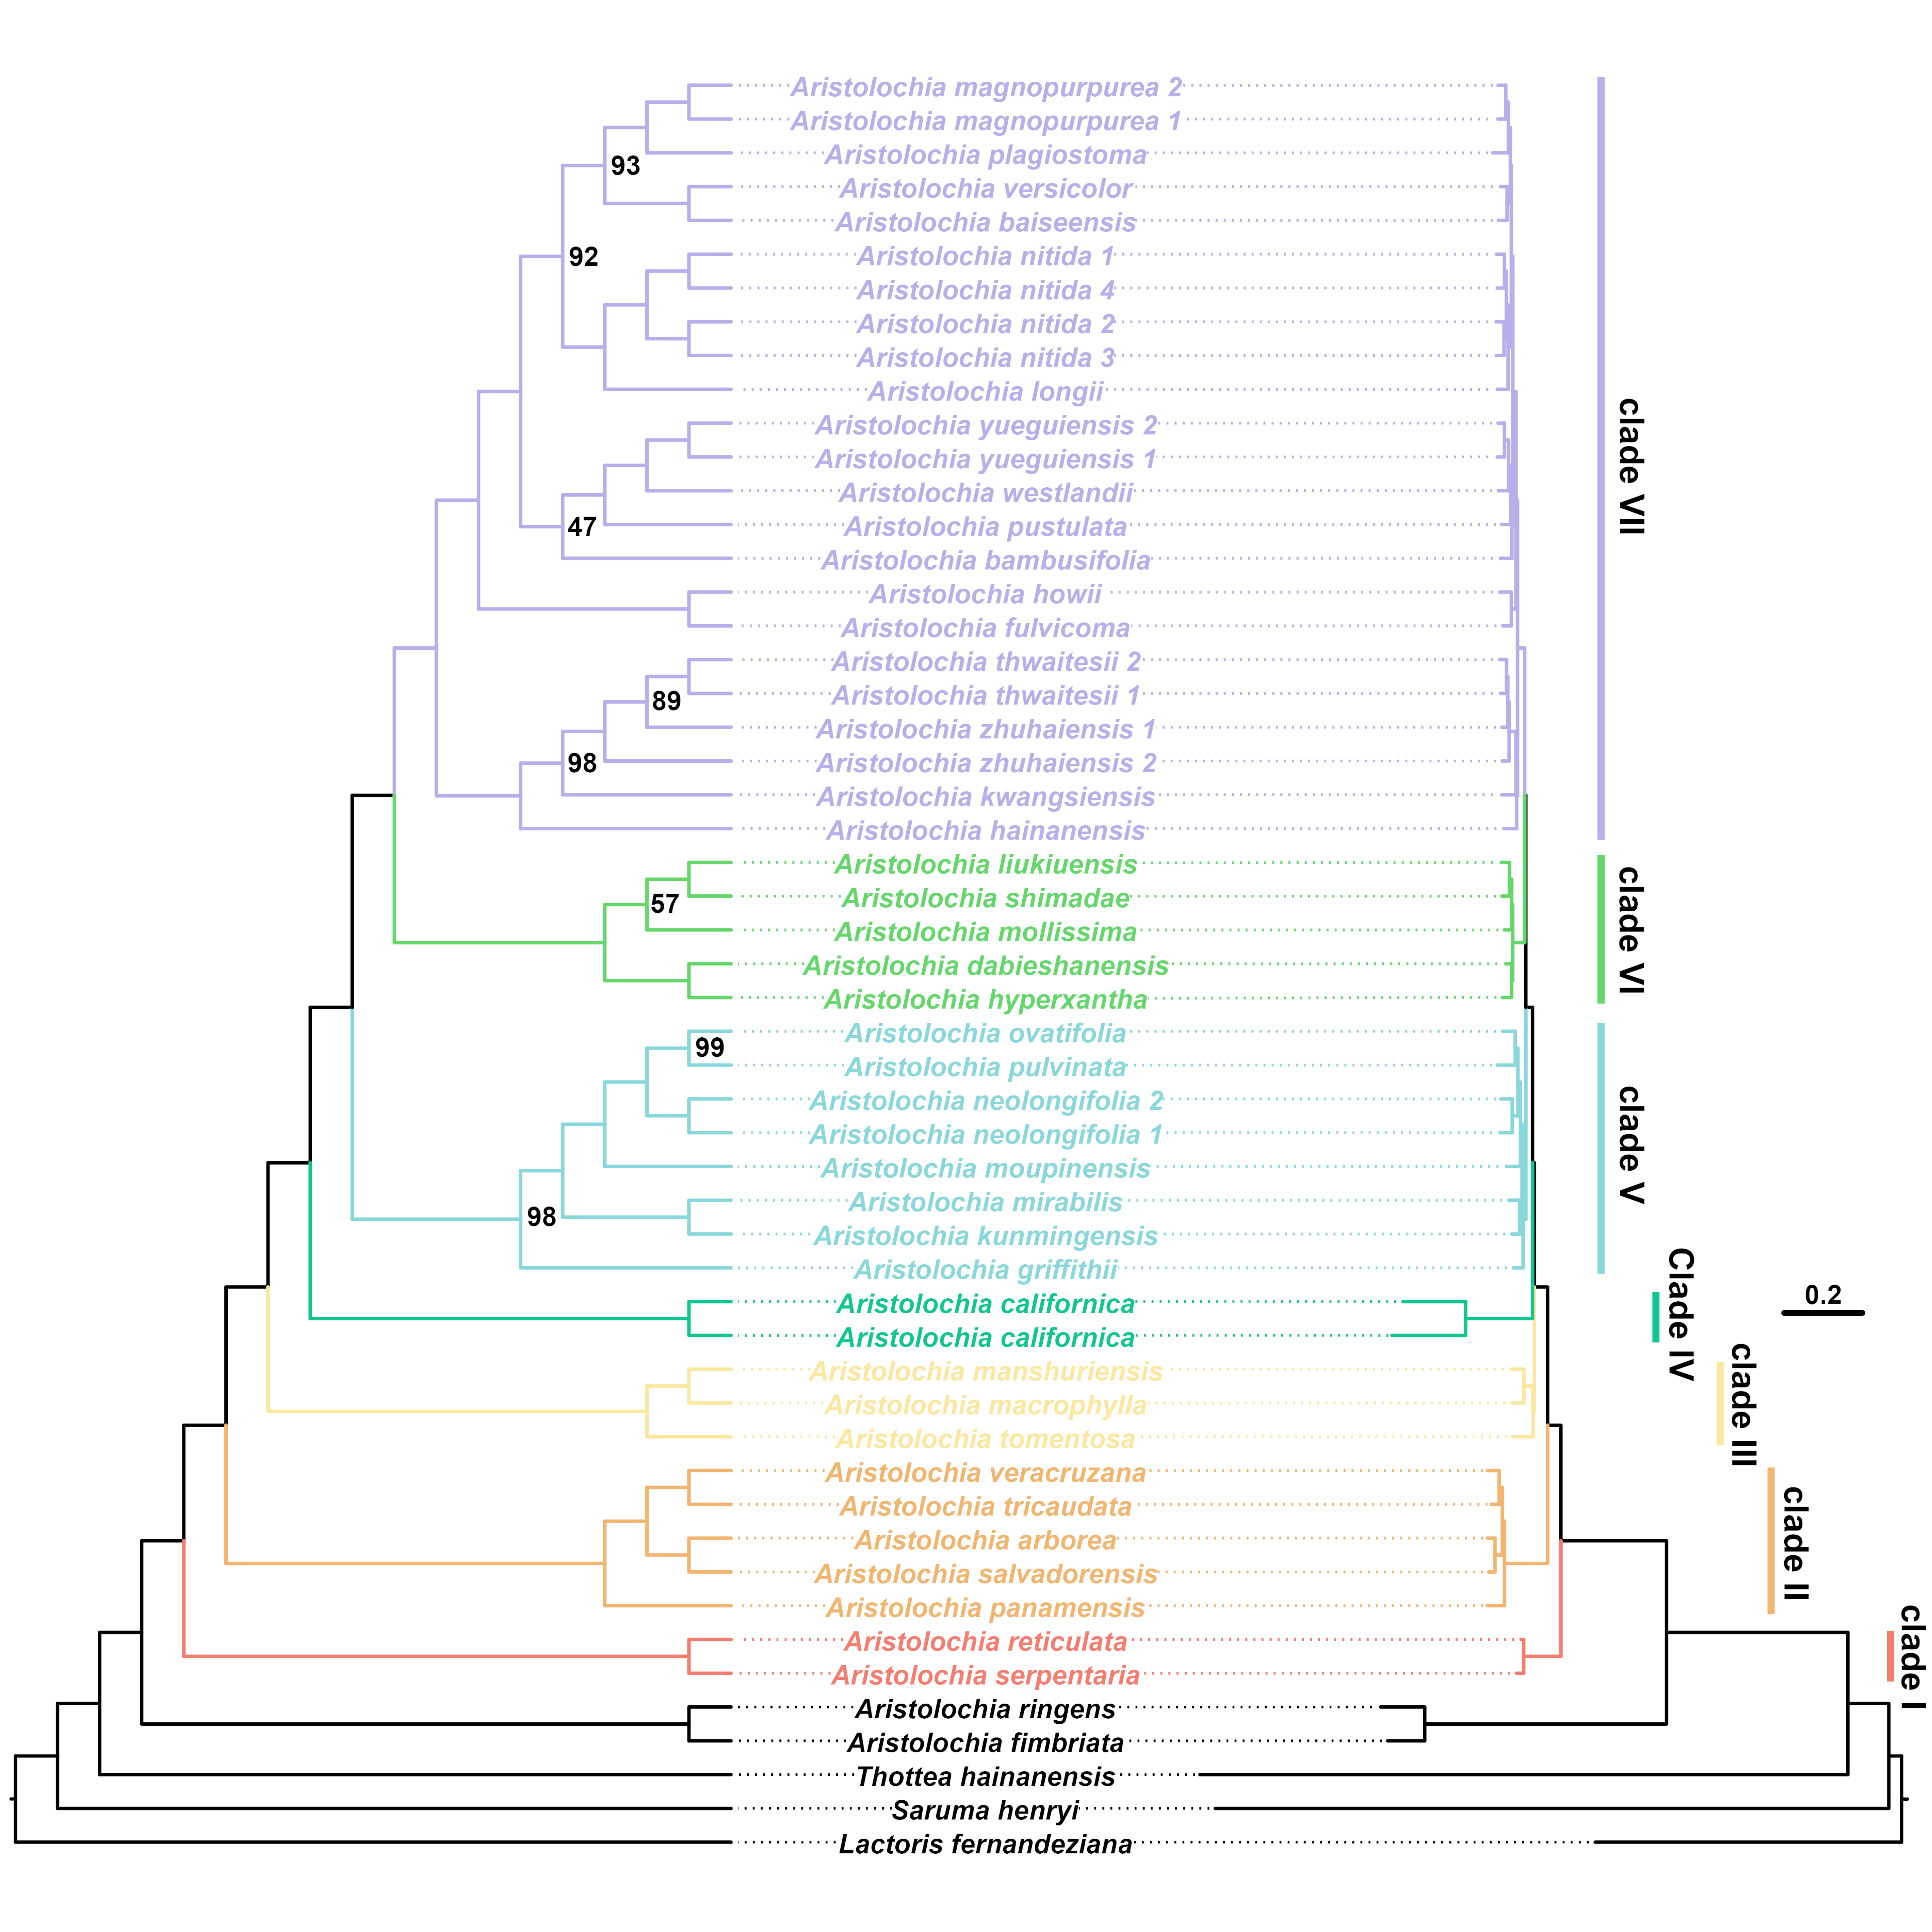 Aristolochia magnopurpurea 2
Aristolochia magnopurpurea 1
Aristolochia plagiostoma
93
Aristolochia versicolor
Aristolochia baiseensis
Aristolochia nitida 1
92
Aristolochia nitida 4
Aristolochia nitida 2
Aristolochia nitida 3
Aristolochia longii
Aristolochia yueguiensis 2
Aristolochia yueguiensis 1
clade VII
Aristolochia westlandii
Aristolochia pustulata
47
Aristolochia bambusifolia
Aristolochia howii
Aristolochia fulvicoma
Aristolochia thwaitesii 2
Aristolochia thwaitesii 1
89
Aristolochia zhuhaiensis 1
Aristolochia zhuhaiensis 2
98
Aristolochia kwangsiensis
Aristolochia hainanensis
Aristolochia liukiuensis
Aristolochia shimadae
57
Aristolochia mollissima
clade VI
Aristolochia dabieshanensis
Aristolochia hyperxantha
Aristolochia ovatifolia
99
Aristolochia pulvinata
Aristolochia neolongifolia 2
Aristolochia neolongifolia 1
clade V
Aristolochia moupinensis
Aristolochia mirabilis
98
Aristolochia kunmingensis
Aristolochia griffithii
Aristolochia californica
0.2
Clade IV
Aristolochia californica
Aristolochia manshuriensis
Aristolochia macrophylla
clade III
Aristolochia tomentosa
Aristolochia veracruzana
Aristolochia tricaudata
Aristolochia arborea
clade II
Aristolochia salvadorensis
Aristolochia panamensis
Aristolochia reticulata
clade I
Aristolochia serpentaria
Aristolochia ringens
Aristolochia fimbriata
Thottea hainanensis
Saruma henryi
Lactoris fernandeziana